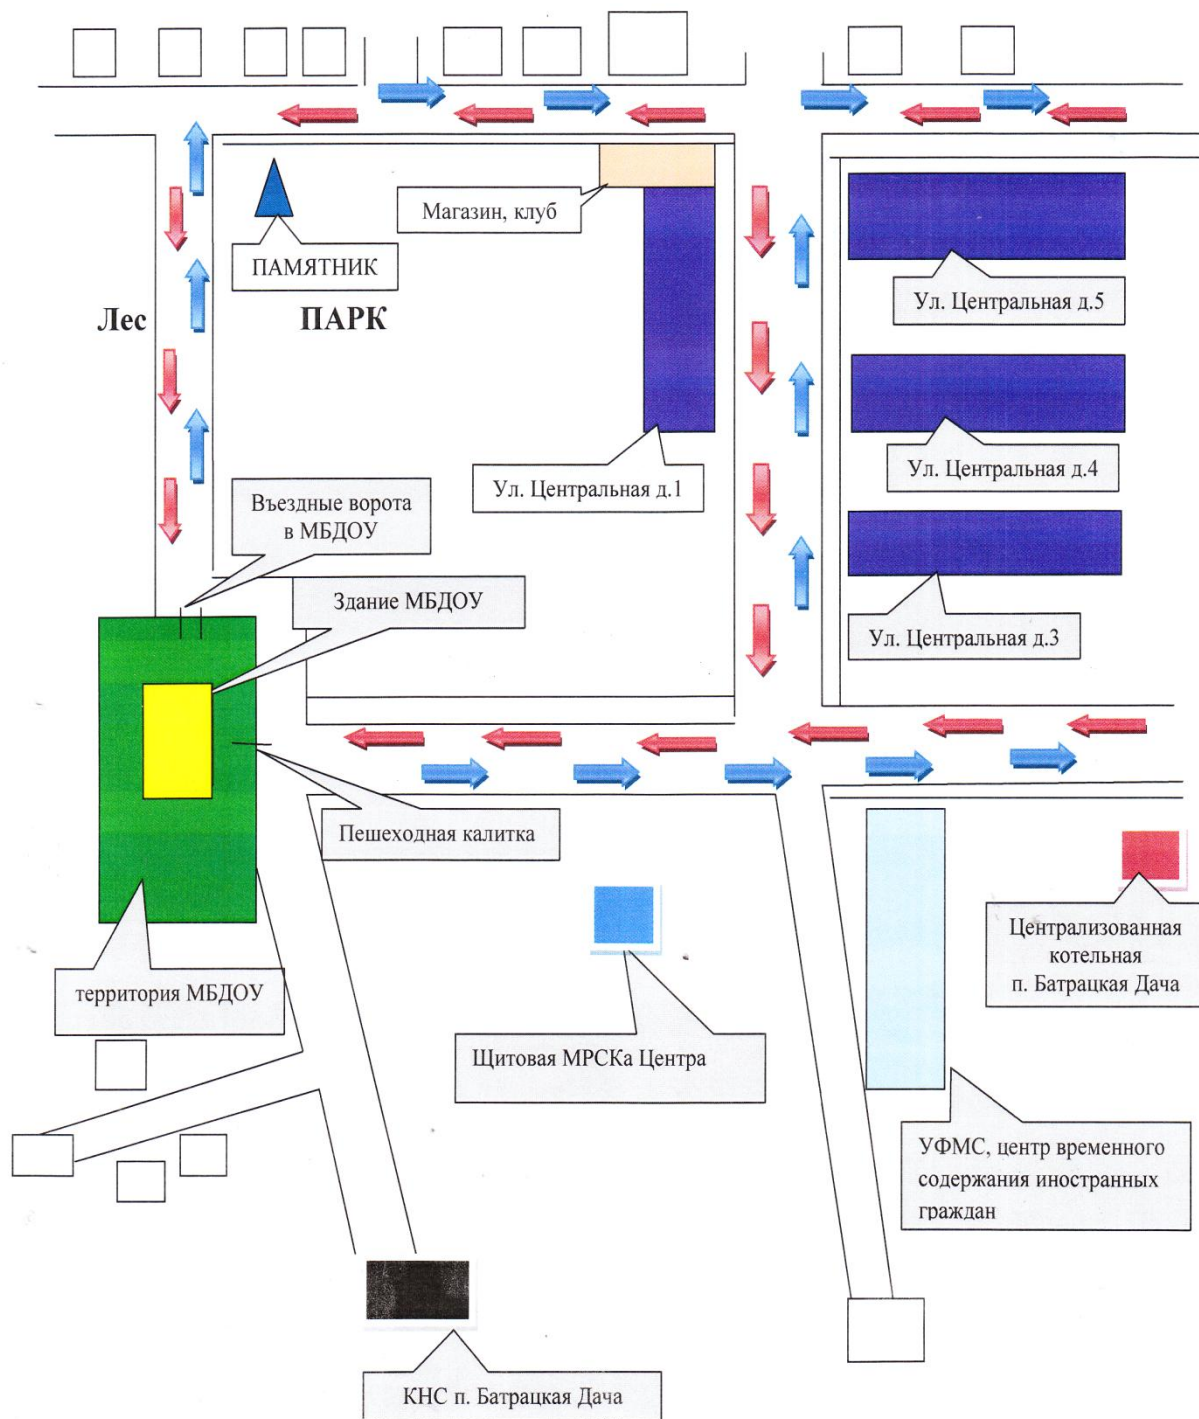 Магазин, клуб
ПАМЯТНИК
Ул. Центральная д.5
Лес
ПАРК
Ул. Центральная д.4
Ул. Центральная д.1
Въездные ворота
в МБДОУ
Здание МБДОУ
Ул. Центральная д.3
Пешеходная калитка
территория МБДОУ
Централизованная
котельная
п. Батрацкая Дача
Щитовая МРСКа Центра
УФМС, центр временного
содержания иностранных
граждан
КНС п. Батрацкая Дача